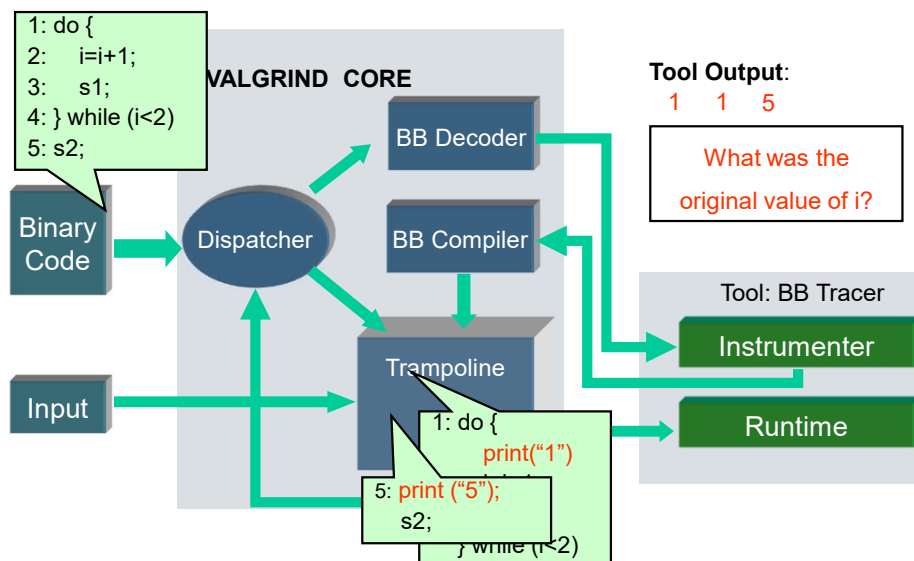 1: do {
2: i=i+1;
3: s1;
4: } while (i<2)
5: s2;
VALGRIND CORE
Tool Output:
1 1 5
What was the
original value of i?
BB Decoder
Binary
Code
Dispatcher
BB Compiler
Tool: BB Tracer
Instrumenter
Trampoline
Input
Runtime
1: do {
print(“1”)
5: print (“5”);
s2;
} while (i<2)